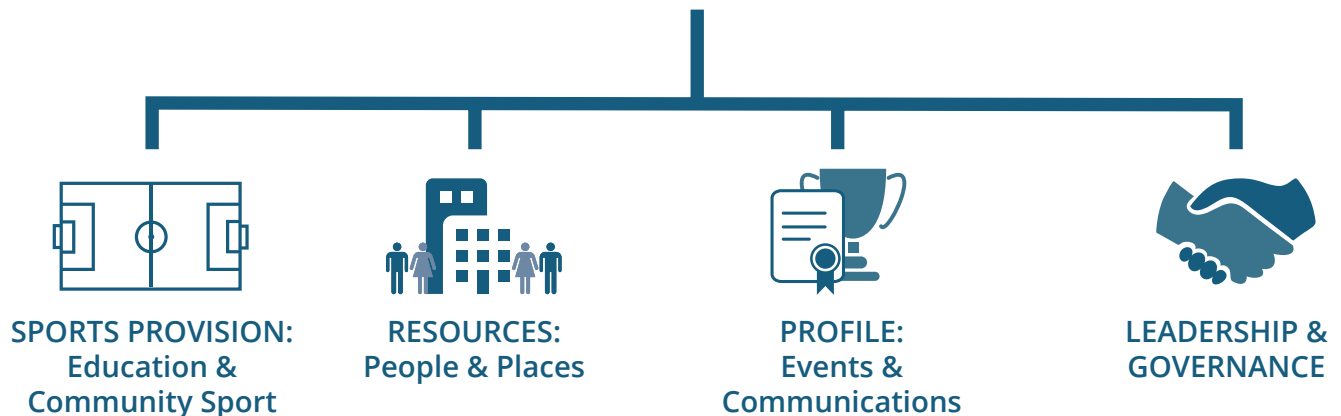 SPORTS PROVISION:
Education &
Community Sport
RESOURCES:
People & Places
PROFILE:
Events &
Communications
LEADERSHIP &
GOVERNANCE